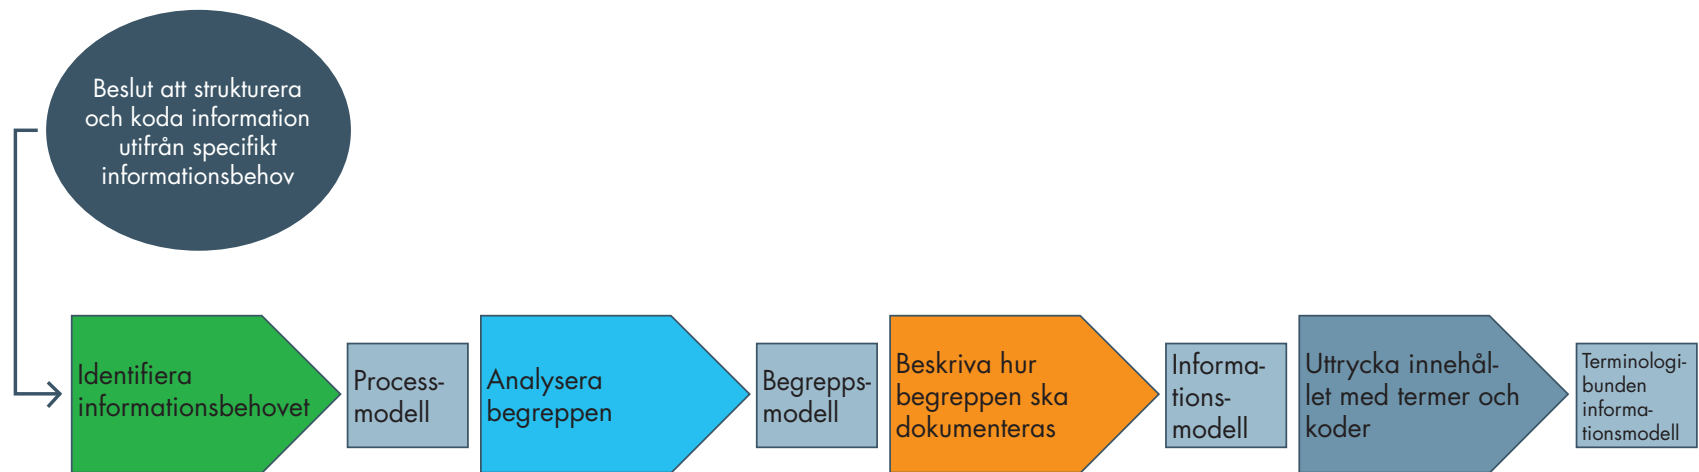 Beslut att strukturera
och koda information
utifrån specifikt
informationsbehov
Identifiera
informationsbehovet
Process-
modell
Analysera
begreppen
Begrepps-
modell
Beskriva hur
begreppen ska
dokumenteras
Informa-
tions-
modell
Uttrycka innehål-
let med termer och
koder
Terminologi-
bunden
informa-
tionsmodell